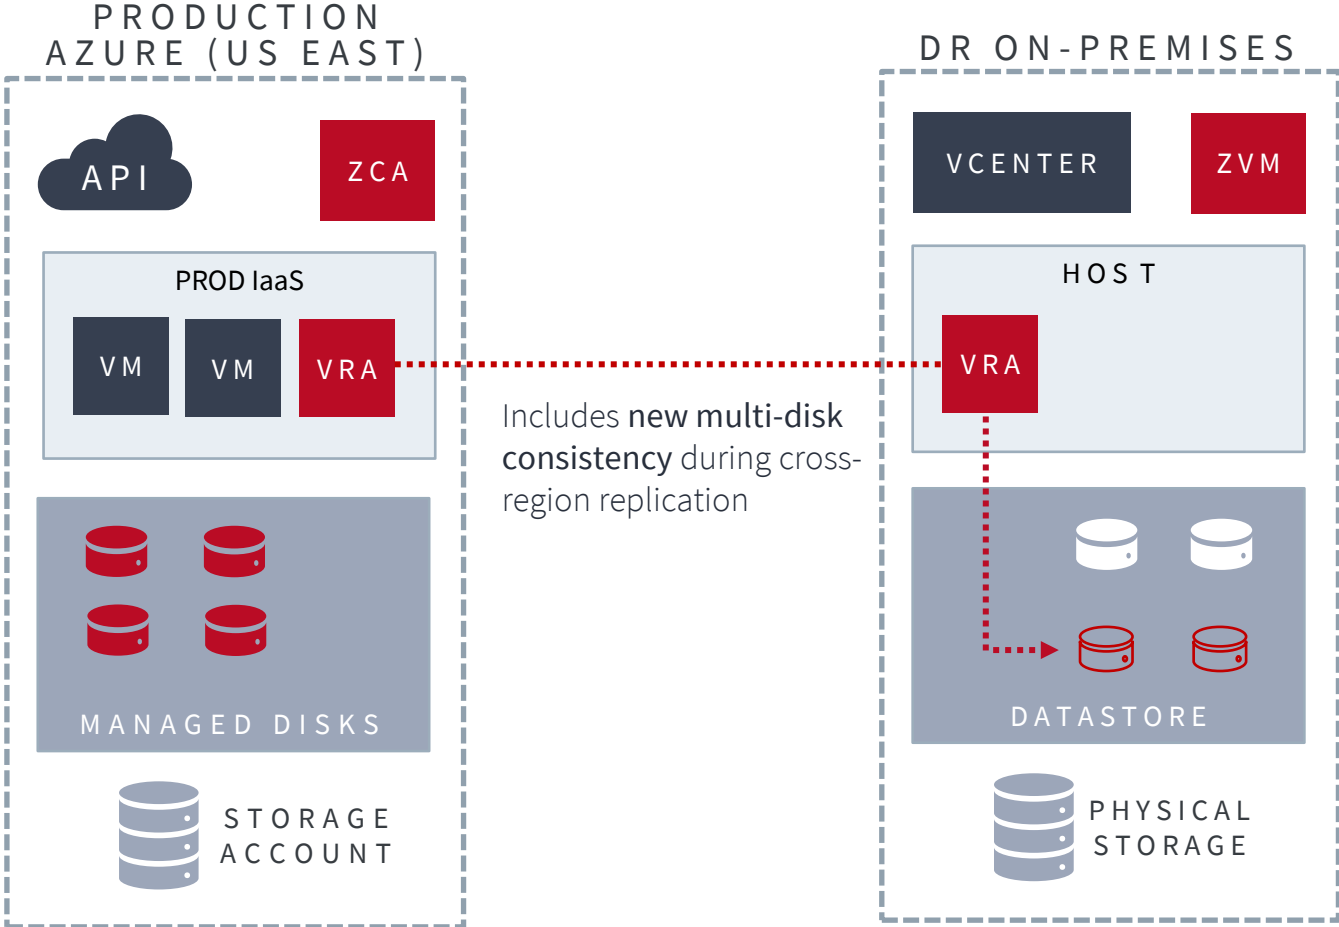 PRODUCTION
AZURE (US EAST)
API
ZCA
PROD IaaS
VM
VM
VRA
MANAGED DISKS
STORAGE
ACCOUNT
Includes new multi-disk
consistency during cross-
region replication
DR ON-PREMISES
VCENTER
ZVM
HOST
VRA
DATASTORE
PHYSICAL
STORAGE